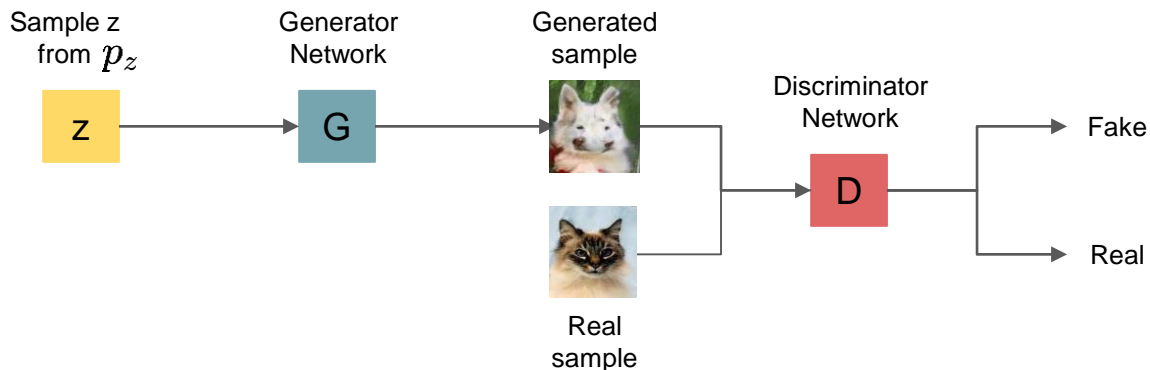 Sample z
from p_z
Generator
Network
Generated
sample
Discriminator
Network
z
G
D
Fake
Real
Real
sample